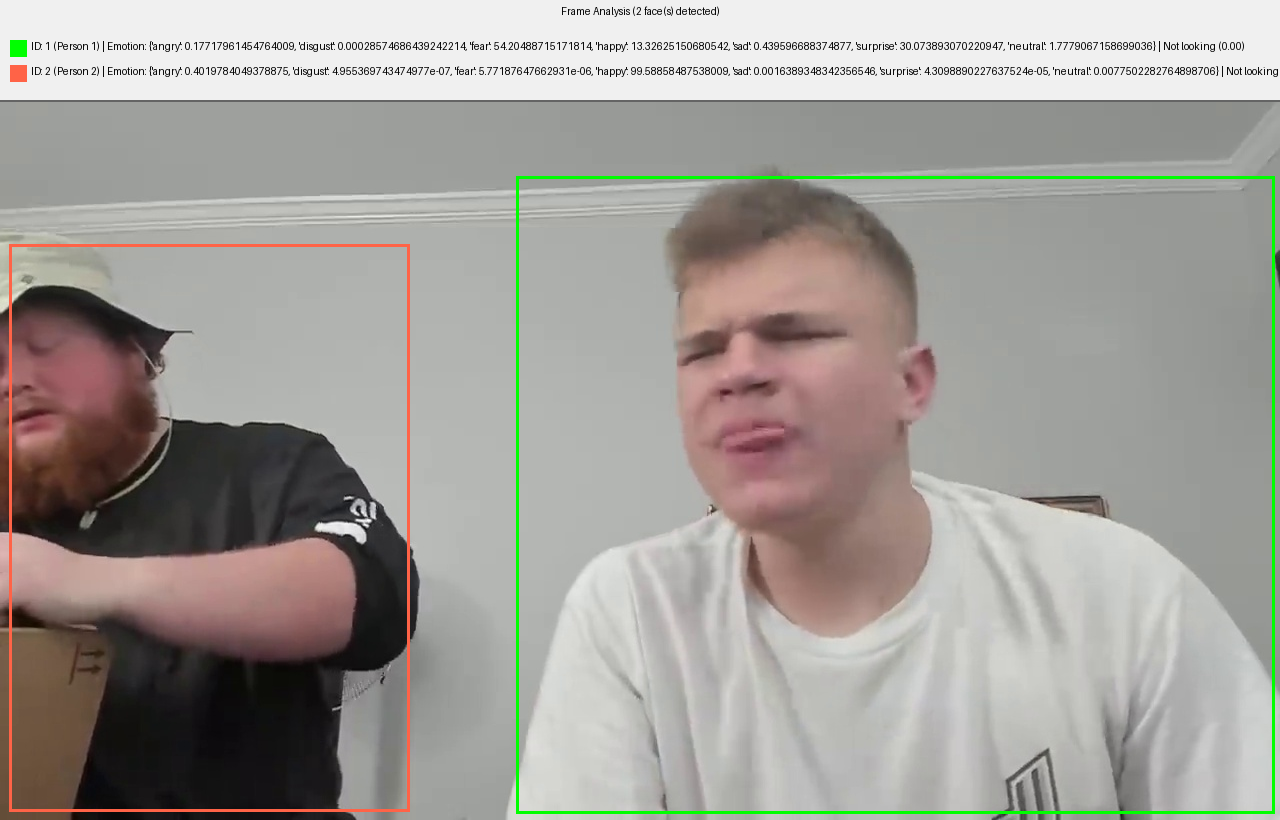 Frame Analysis (2 face(s) detected)
ID: 1 (Person 1) | Emotion: {'angry': 0.17717961454764009, 'disgust': 0.00028574686439242214, 'fear': 54.20488715171814, 'happy': 13.32625150680542, 'sad': 0.439596688374877, 'surprise': 30.073893070220947, 'neutral': 1.7779067158699036} | Not looking (0.00)
ID: 2 (Person 2) | Emotion: {'angry': 0.4019784049378875, 'disgust': 4.955369743474977e-07, 'fear': 5.77187647662931e-06, 'happy': 99.58858487538009, 'sad': 0.0016389348342356546, 'surprise': 4.3098890227637524e-05, 'neutral': 0.0077502282764898706} | Not looking